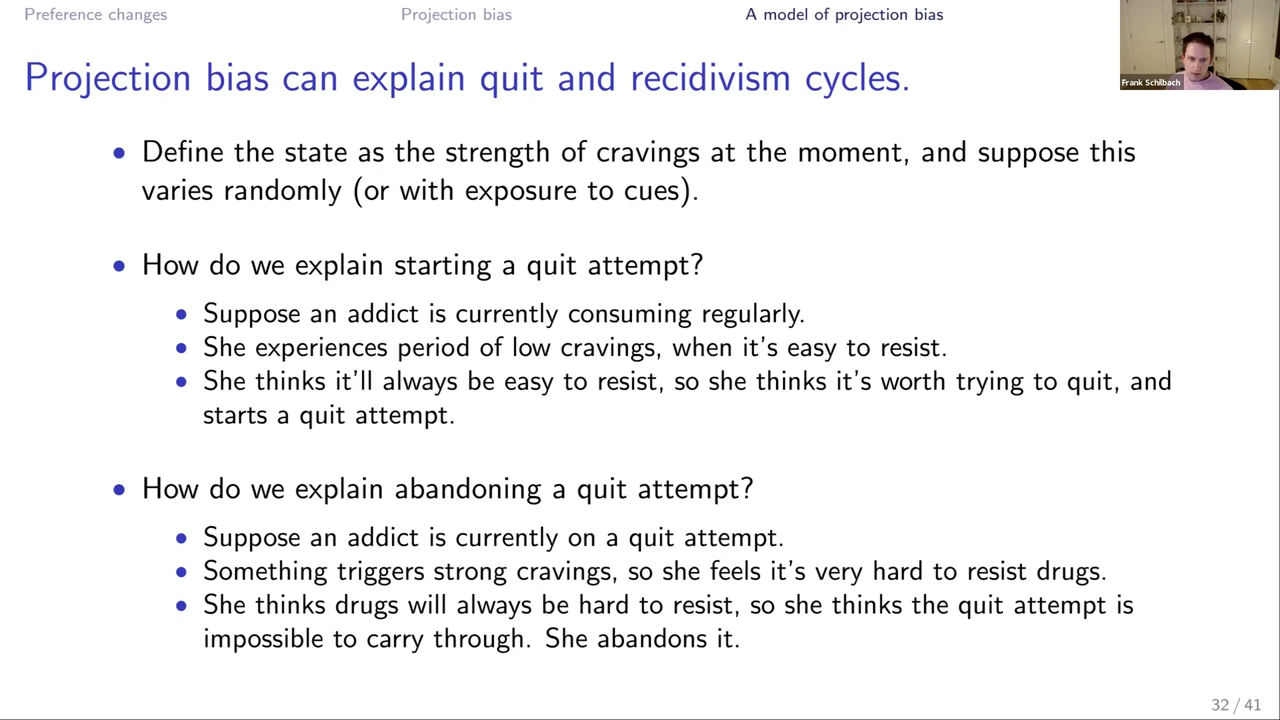 Preference changes
Projection bias
A model of projection bias
Frank Schilbach
Projection bias can explain quit and recidivism cycles.
• Define the state as the strength of cravings at the moment, and suppose this
varies randomly (or with exposure to cues).
• How do we explain starting a quit attempt?
• Suppose an addict is currently consuming regularly.
• She experiences period of low cravings, when it's easy to resist.
• She thinks it'll always be easy to resist, so she thinks it's worth trying to quit, and
starts a quit attempt.
• How do we explain abandoning a quit attempt?
• Suppose an addict is currently on a quit attempt.
• Something triggers strong cravings, so she feels it's very hard to resist drugs.
• She thinks drugs will always be hard to resist, so she thinks the quit attempt is
impossible to carry through. She abandons it.
32 / 41